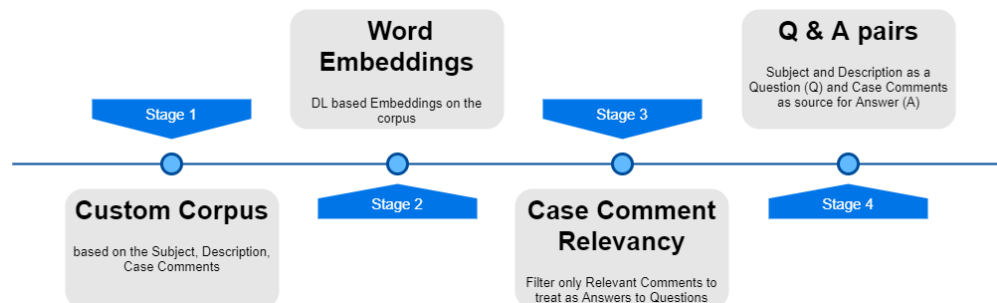 Stage 1
Custom Corpus
based on the Subject, Description,
Case Comments
Word
Embeddings
DL based Embeddings on the
corpus
Stage 2
Stage 3
Case Comment
Relevancy
Filter only Relevant Comments to
treat as Answers to Questions
Q & A pairs
Subject and Description as a
Question (Q) and Case Comments
as source for Answer (A)
Stage 4